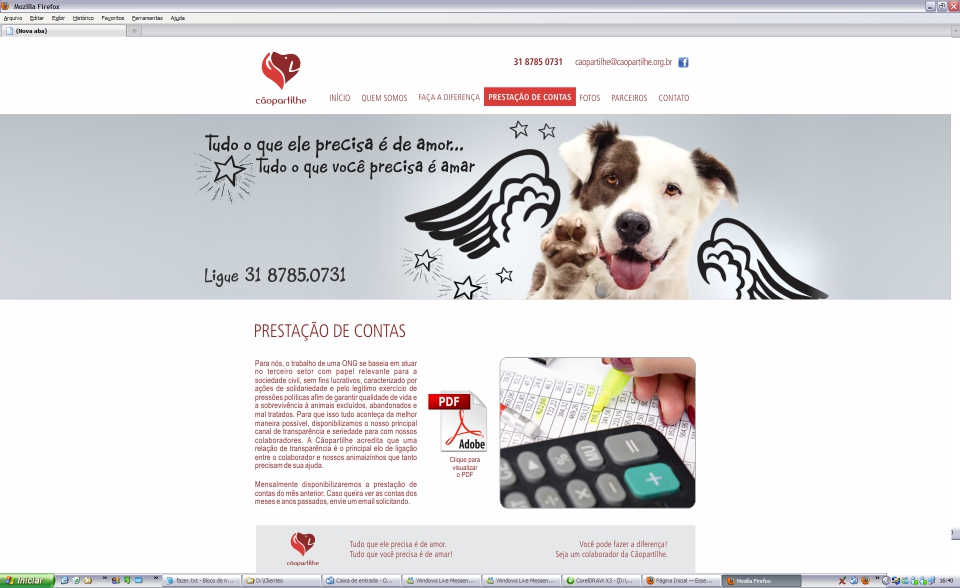 Mozilla Firefox
Arquivo Editar Exibir Histórico Favoritos Ferramentas Ajuda
(Nova aba)
31 8785 0731 caopartilhe@caopartilhe.org.br
cãopartilhe
INÍCIO QUEM SOMOS FAÇA A DIFERENÇA PRESTAÇÃO DE CONTAS FOTOS PARCEIROS CONTATO
Tudo o que ele precisa é de amor...
Tudo o que você precisa é amar
Ligue 31 8785.0731
PRESTAÇÃO DE CONTAS
Para nós, o trabalho de uma ONG se baseia em atuar
no terceiro setor com papel relevante para a
sociedade civil, sem fins lucrativos, caracterizado por
ações de solidariedade e pelo legítimo exercício de
pressões políticas afim de garantir qualidade de vida e
a sobrevivência à animais excluídos, abandonados e
mal tratados. Para que isso tudo aconteça da melhor
maneira possível, disponibilizamos o nosso principal
canal de transparência e seriedade para com nossos
colaboradores. A Cãopartilhe acredita que uma
relação de transparência é o principal elo de ligação
entre o colaborador e nossos animaizinhos que tanto
precisam de sua ajuda.
Mensalmente disponibilizaremos a prestação de
contas do mês anterior. Caso queira ver as contas dos
meses e anos passados, envie um email solicitando.
PDF
Adobe
Clique para
visualizar
o PDF
cãopartilhe
Tudo que ele precisa é de amor.
Tudo que você precisa é de amar!
Você pode fazer a diferença!
Seja um colaborador da Cãopartilhe.
Iniciar
fazer.txt - Bloco de n...
O:\Clientes
Caixa de entrada - O...
Windows Live Messen...
Windows Live Messen...
CorelDRAW X3 - [D:\...
Página Inicial — Esse...
Mozilla Firefox
16:40